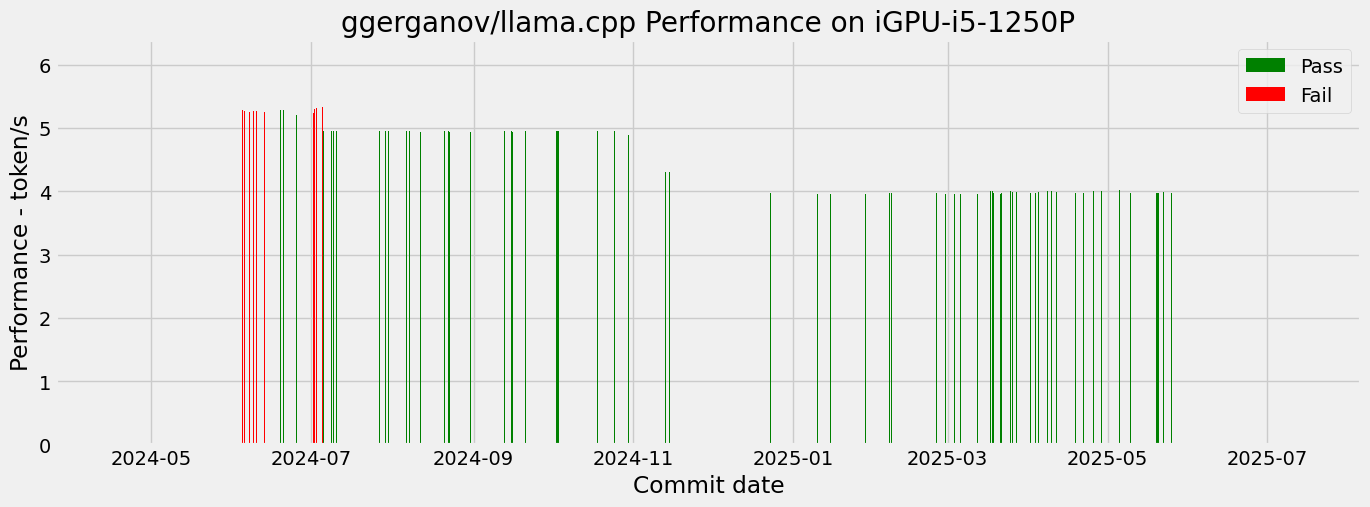 ggerganov/llama.cpp Performance on iGPU-i5-1250P
Pass
Fail
Performance - token/s
6
5
4
3
2
1
0
2024-05 2024-07 2024-09 2024-11 2025-01 2025-03 2025-05 2025-07
Commit date